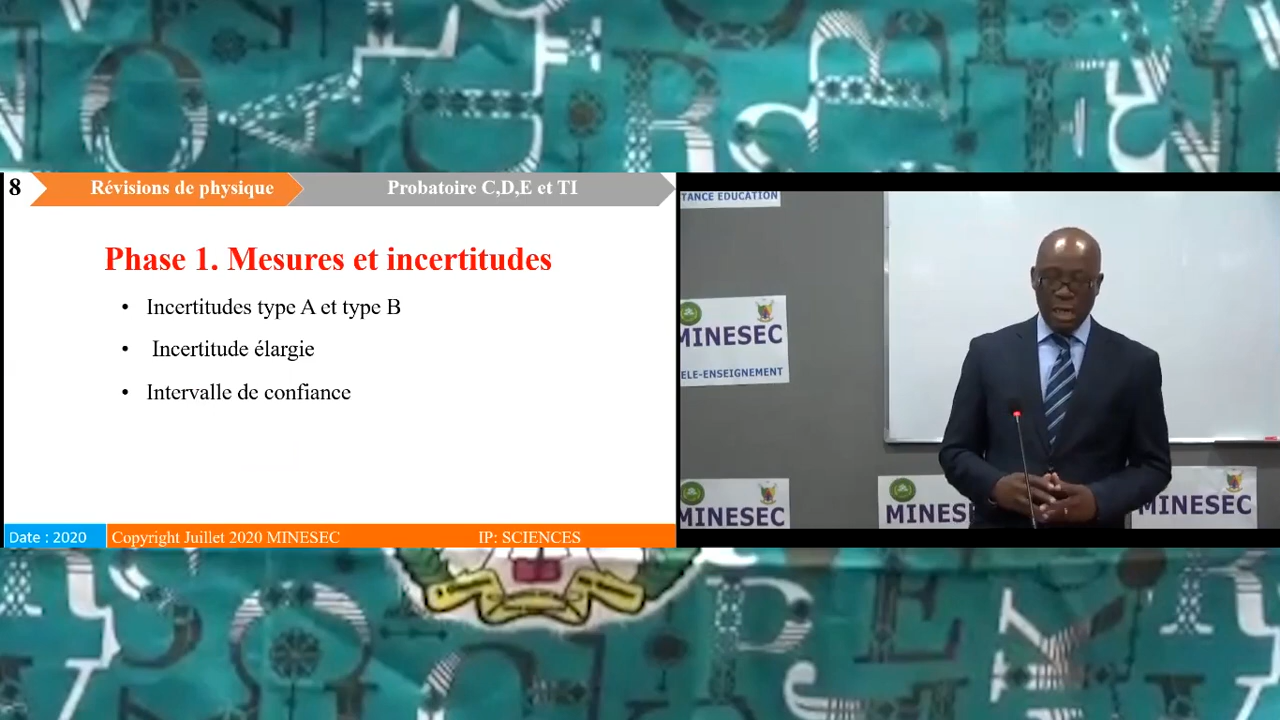 8
Révisions de physique
Probatoire C,D,E et TI
Phase 1. Mesures et incertitudes
• Incertitudes type A et type B
• Incertitude élargie
• Intervalle de confiance
Date : 2020
Copyright Juillet 2020 MINESEC
IP: SCIENCES
TANCE EDUCATION
MINESEC
ELE-ENSEIGNEMENT
MINESEC
MINESEC
MINESEC